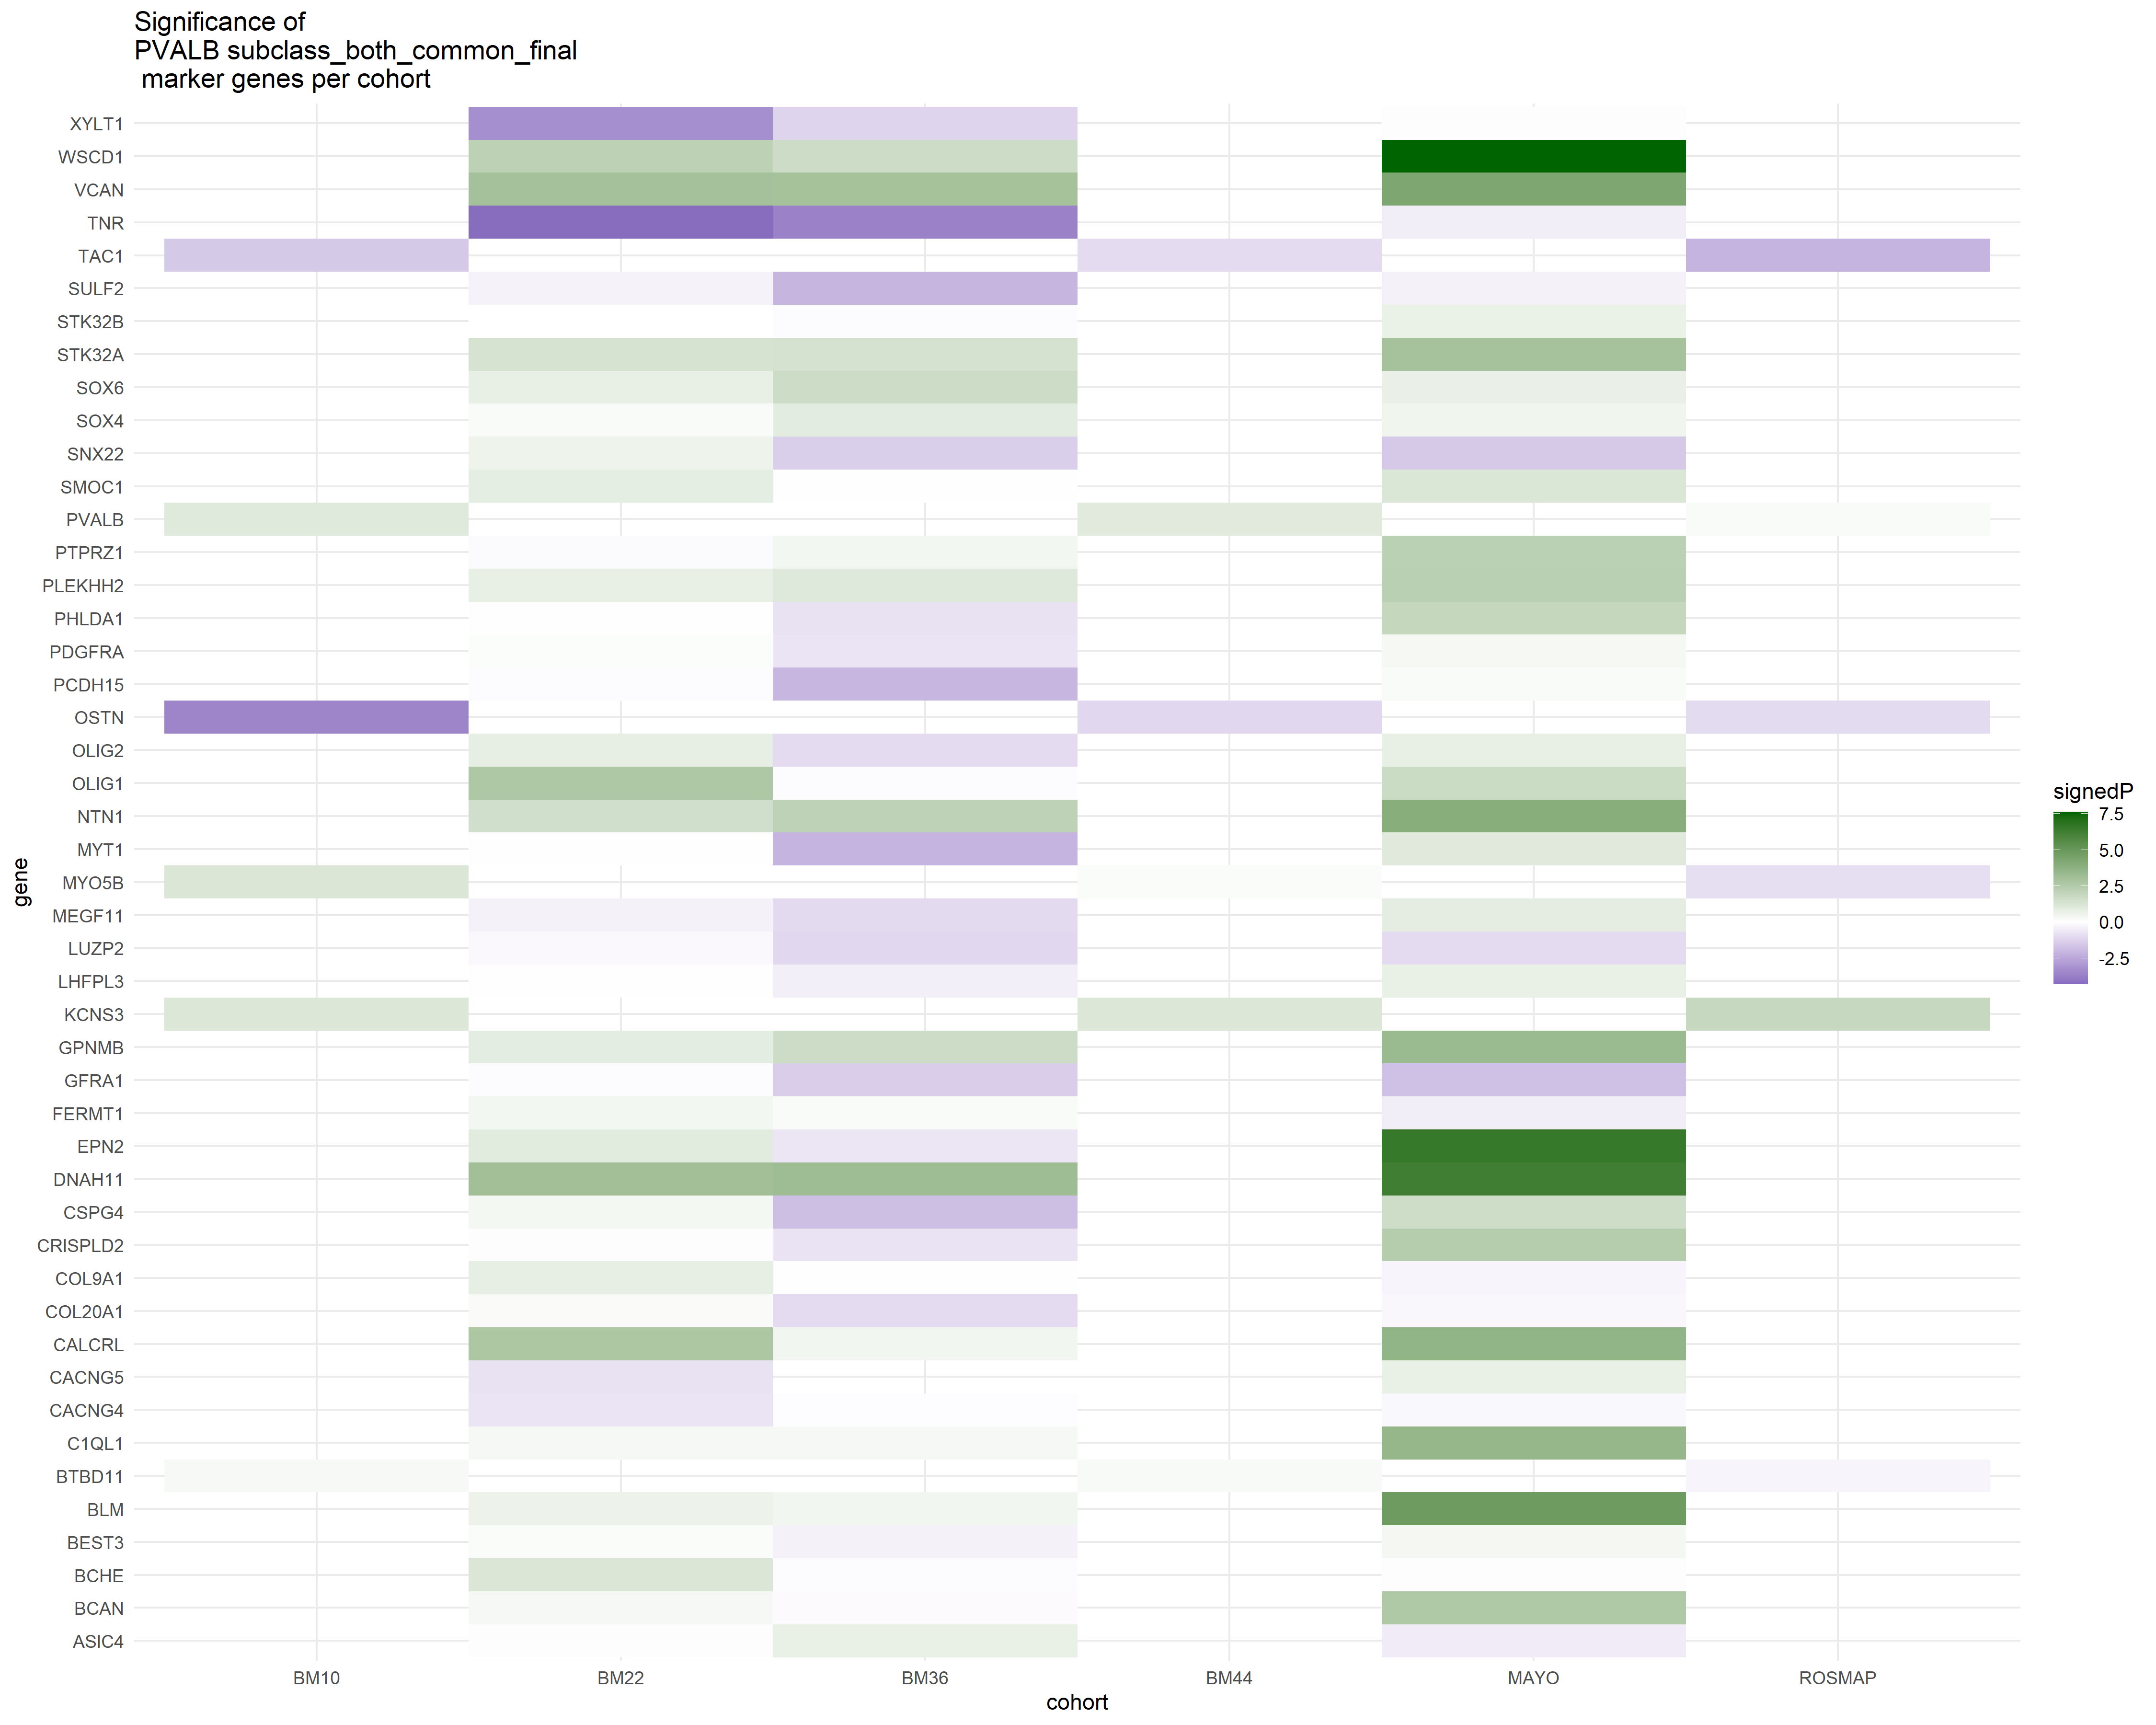 Significance of
PVALB subclass_both_common_final
marker genes per cohort
XYLT1
WSCD1
VCAN
TNR
TAC1
SULF2
STK32B
STK32A
SOX6
SOX4
SNX22
SMOC1
PVALB
PTPRZ1
PLEKHH2
PHLDA1
PDGFRA
PCDH15
OSTN
OLIG2
OLIG1
NTN1
MYT1
MYO5B
MEGF11
LUZP2
LHFPL3
KCNS3
GPNMB
GFRA1
FERMT1
EPN2
DNAH11
CSPG4
CRISPLD2
COL9A1
COL20A1
CALCRL
CACNG5
CACNG4
C1QL1
BTBD11
BLM
BEST3
BCHE
BCAN
ASIC4
gene
BM10
BM22
BM36
BM44
MAYO
ROSMAP
cohort
signedP
7.5
5.0
2.5
0.0
-2.5